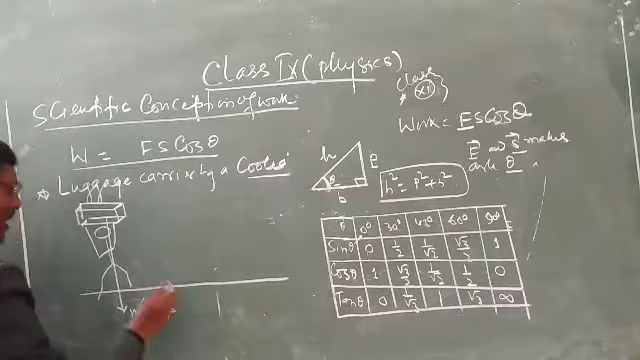 Class IX (physics)
class
XI
Scientific Conception of work
Work = FSCosθ
W = FSCosθ
F and S makes
angle θ
Luggage carries by a Coolie
h
P
θ
b
h² = P² + b²
θ 0° 30° 45° 60° 90°
Sinθ 0 1/2 1/√2 √3/2 1
Cosθ 1 √3/2 1/√2 1/2 0
Tanθ 0 1/√3 1 √3 ∞